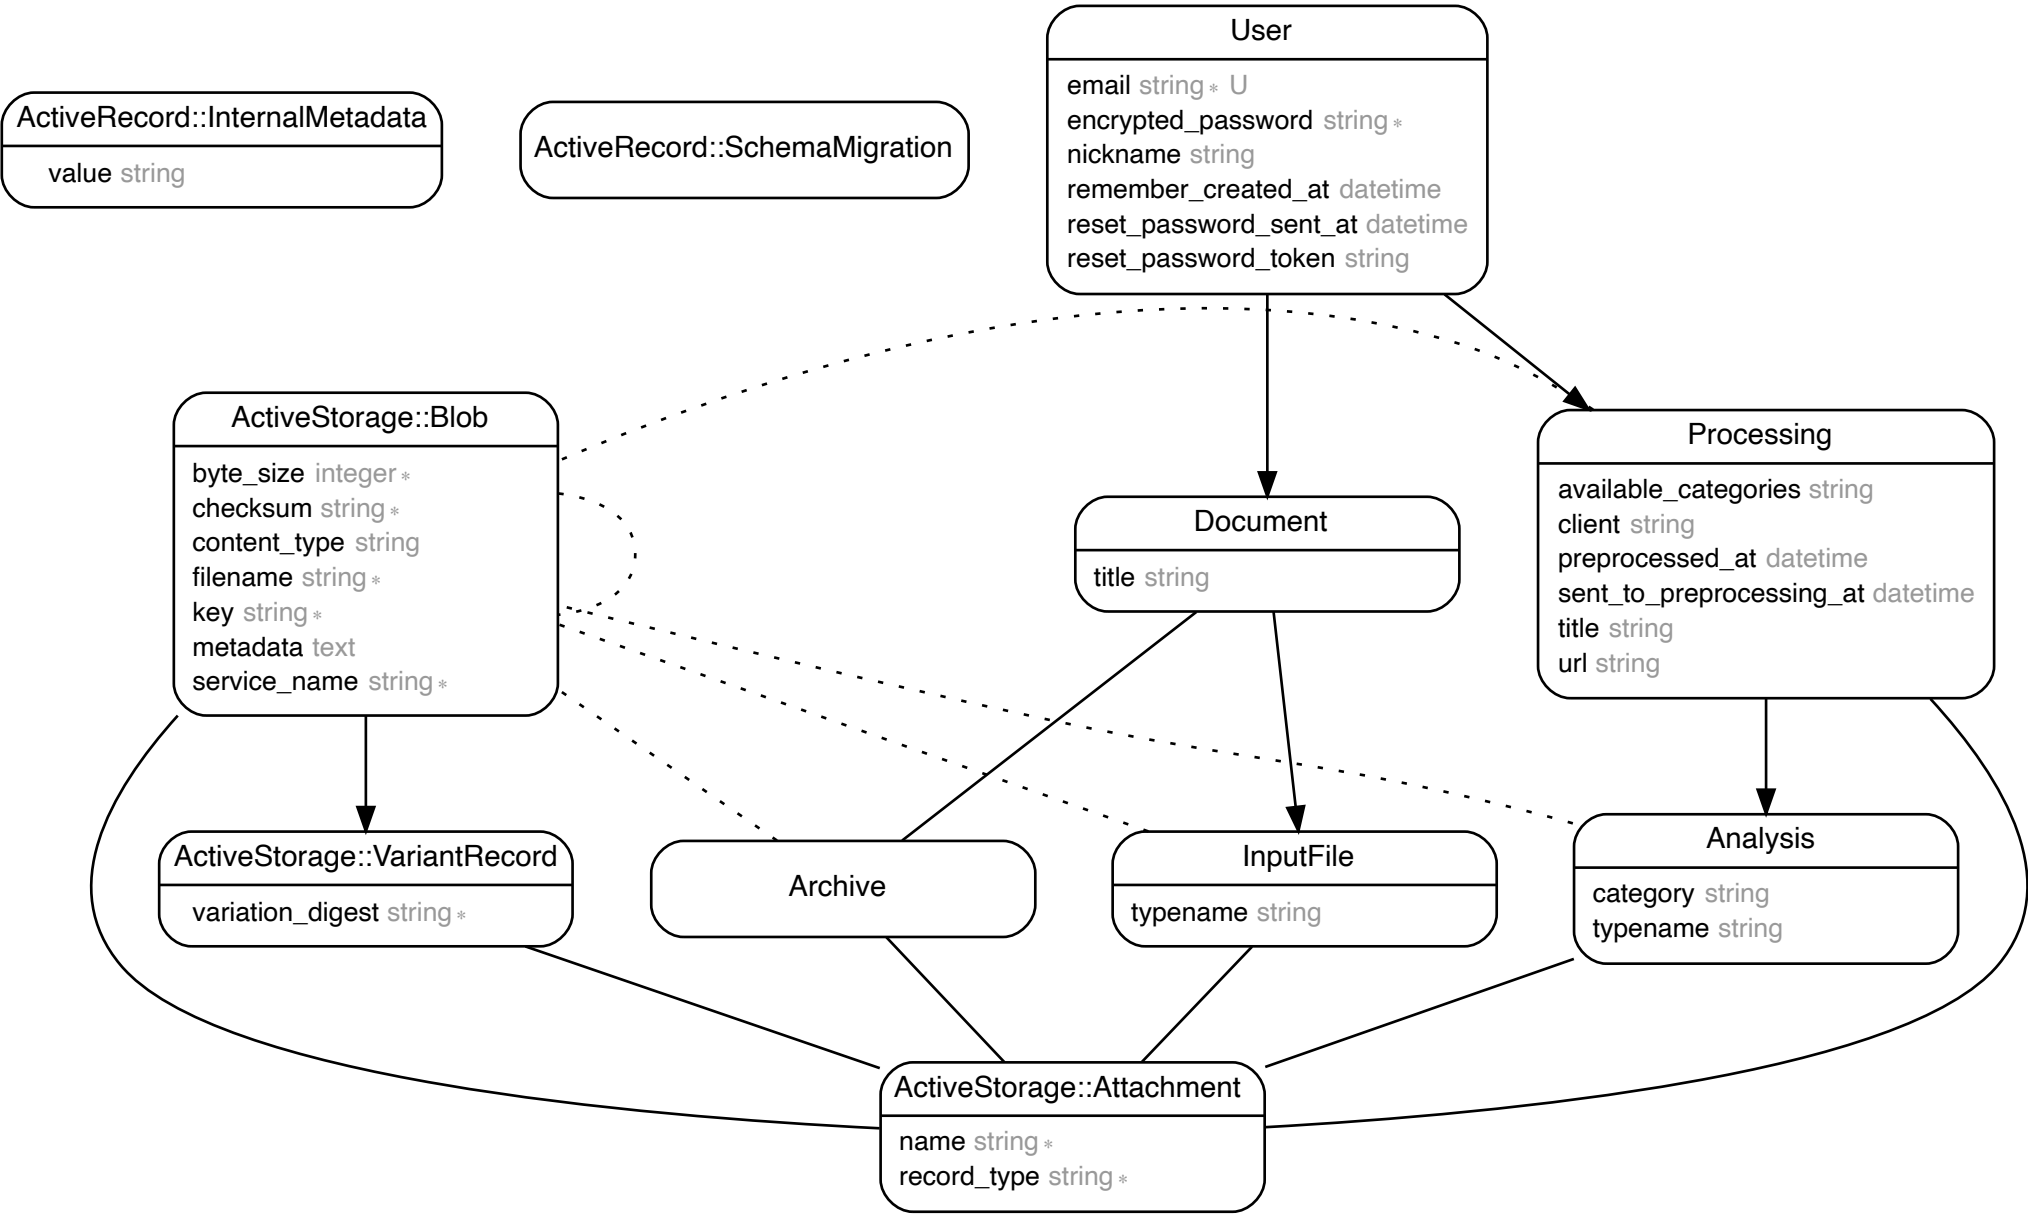 User
email string* U
encrypted_password string*
nickname string
remember_created_at datetime
reset_password_sent_at datetime
reset_password_token string
ActiveRecord::InternalMetadata
value string
ActiveRecord::SchemaMigration
ActiveStorage::Blob
byte_size integer*
checksum string*
content_type string
filename string*
key string*
metadata text
service_name string*
Document
title string
Processing
available_categories string
client string
preprocessed_at datetime
sent_to_preprocessing_at datetime
title string
url string
ActiveStorage::VariantRecord
variation_digest string*
Archive
InputFile
typename string
Analysis
category string
typename string
ActiveStorage::Attachment
name string*
record_type string*